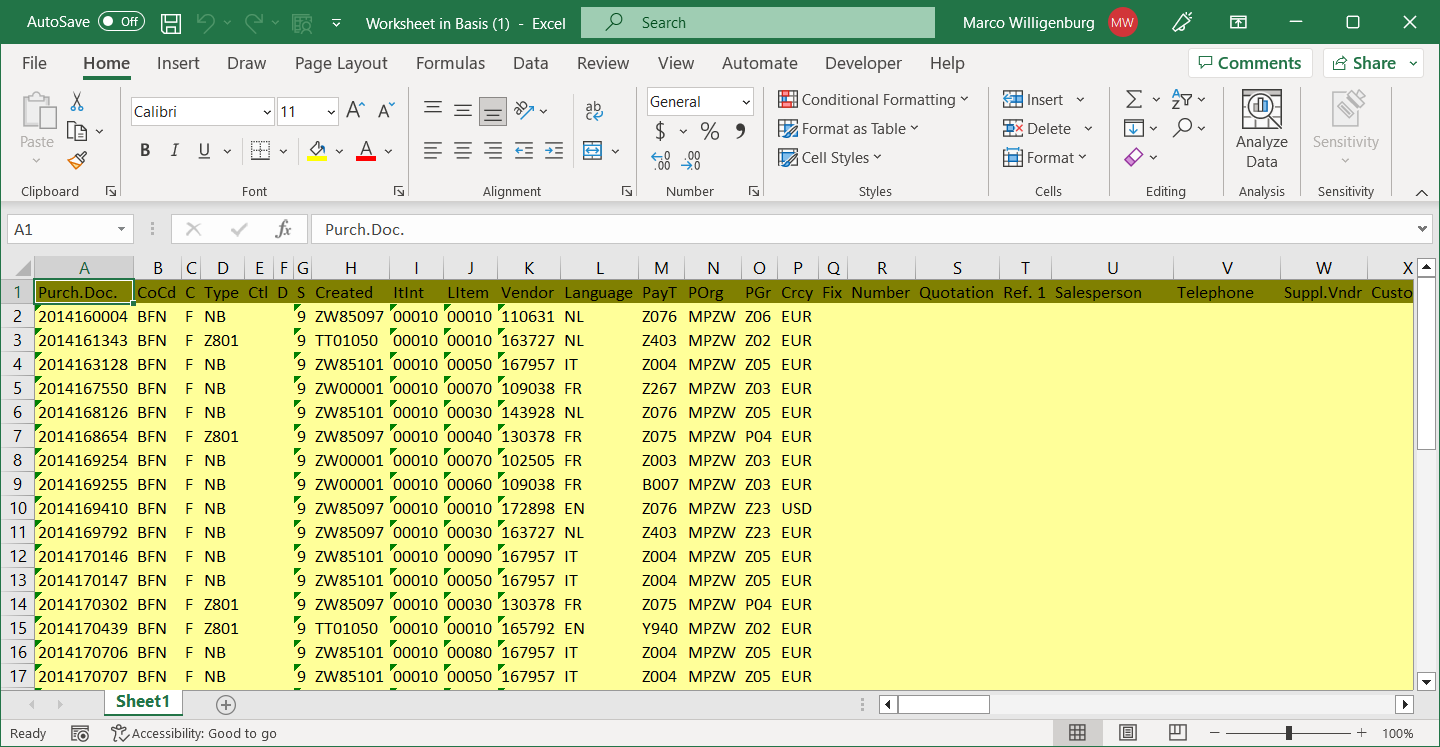 AutoSave Off Worksheet in Basis (1) - Excel Search Marco Willigenburg MW
File Home Insert Draw Page Layout Formulas Data Review View Automate Developer Help Comments Share
Paste
Clipboard
Calibri 11
B I U A
Font
ab
Alignment
General
$ %
Number
Conditional Formatting
Format as Table
Cell Styles
Styles
Insert
Delete
Format
Cells
Editing
Analyze
Data
Analysis
Sensitivity
Sensitivity
A1 fx Purch.Doc.
A B C D E F G H I J K L M N O P Q R S T U V W X
1 Purch.Doc. CoCd C Type Ctl D S Created ItInt LItem Vendor Language PayT POrg PGr Crcy Fix Number Quotation Ref. 1 Salesperson Telephone Suppl.Vndr Custo
2 2014160004 BFN F NB 9 ZW85097 00010 00010 110631 NL Z076 MPZW Z06 EUR
3 2014161343 BFN F Z801 9 TT01050 00010 00010 163727 NL Z403 MPZW Z02 EUR
4 2014163128 BFN F NB 9 ZW85101 00010 00050 167957 IT Z004 MPZW Z05 EUR
5 2014167550 BFN F NB 9 ZW00001 00010 00070 109038 FR Z267 MPZW Z03 EUR
6 2014168126 BFN F NB 9 ZW85101 00010 00030 143928 NL Z076 MPZW Z05 EUR
7 2014168654 BFN F Z801 9 ZW85097 00010 00040 130378 FR Z075 MPZW P04 EUR
8 2014169254 BFN F NB 9 ZW00001 00010 00070 102505 FR Z003 MPZW Z03 EUR
9 2014169255 BFN F NB 9 ZW00001 00010 00060 109038 FR B007 MPZW Z03 EUR
10 2014169410 BFN F NB 9 ZW85097 00010 00010 172898 EN Z076 MPZW Z23 USD
11 2014169792 BFN F NB 9 ZW85097 00010 00030 163727 NL Z403 MPZW Z23 EUR
12 2014170146 BFN F NB 9 ZW85101 00010 00090 167957 IT Z004 MPZW Z05 EUR
13 2014170147 BFN F NB 9 ZW85101 00010 00050 167957 IT Z004 MPZW Z05 EUR
14 2014170302 BFN F Z801 9 ZW85097 00010 00030 130378 FR Z075 MPZW P04 EUR
15 2014170439 BFN F Z801 9 TT01050 00010 00010 165792 EN Y940 MPZW Z02 EUR
16 2014170706 BFN F NB 9 ZW85101 00010 00080 167957 IT Z004 MPZW Z05 EUR
17 2014170707 BFN F NB 9 ZW85101 00010 00050 167957 IT Z004 MPZW Z05 EUR
Sheet1
Ready Accessibility: Good to go 100%